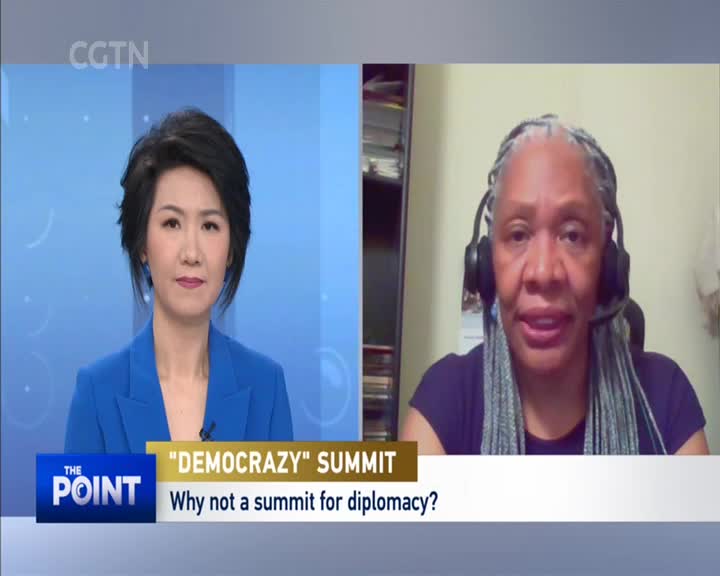 CGTN
"DEMOCRAZY" SUMMIT
THE
POINT
Why not a summit for diplomacy?